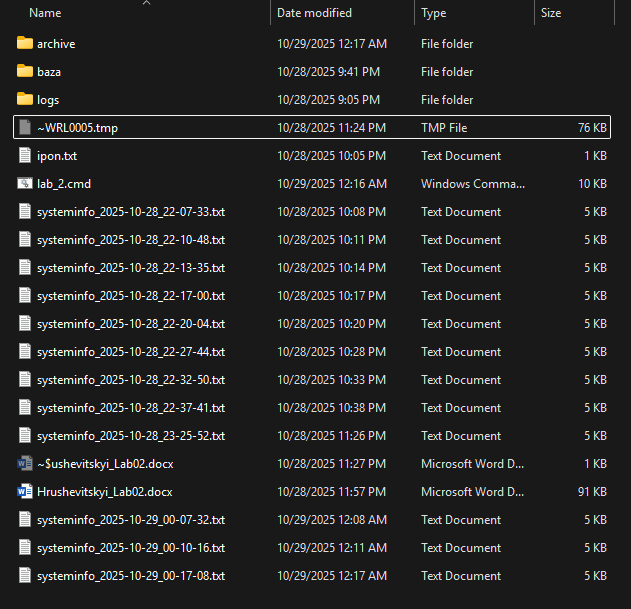 Name Date modified Type Size
archive 10/29/2025 12:17 AM File folder
baza 10/28/2025 9:41 PM File folder
logs 10/28/2025 9:05 PM File folder
~WRL0005.tmp 10/28/2025 11:24 PM TMP File 76 KB
ipon.txt 10/28/2025 10:05 PM Text Document 1 KB
lab_2.cmd 10/29/2025 12:16 AM Windows Comma... 10 KB
systeminfo_2025-10-28_22-07-33.txt 10/28/2025 10:08 PM Text Document 5 KB
systeminfo_2025-10-28_22-10-48.txt 10/28/2025 10:11 PM Text Document 5 KB
systeminfo_2025-10-28_22-13-35.txt 10/28/2025 10:14 PM Text Document 5 KB
systeminfo_2025-10-28_22-17-00.txt 10/28/2025 10:17 PM Text Document 5 KB
systeminfo_2025-10-28_22-20-04.txt 10/28/2025 10:20 PM Text Document 5 KB
systeminfo_2025-10-28_22-27-44.txt 10/28/2025 10:28 PM Text Document 5 KB
systeminfo_2025-10-28_22-32-50.txt 10/28/2025 10:33 PM Text Document 5 KB
systeminfo_2025-10-28_22-37-41.txt 10/28/2025 10:38 PM Text Document 5 KB
systeminfo_2025-10-28_23-25-52.txt 10/28/2025 11:26 PM Text Document 5 KB
~$ushevitskyi_Lab02.docx 10/28/2025 11:27 PM Microsoft Word D... 1 KB
Hrushevitskyi_Lab02.docx 10/28/2025 11:57 PM Microsoft Word D... 91 KB
systeminfo_2025-10-29_00-07-32.txt 10/29/2025 12:08 AM Text Document 5 KB
systeminfo_2025-10-29_00-10-16.txt 10/29/2025 12:11 AM Text Document 5 KB
systeminfo_2025-10-29_00-17-08.txt 10/29/2025 12:17 AM Text Document 5 KB